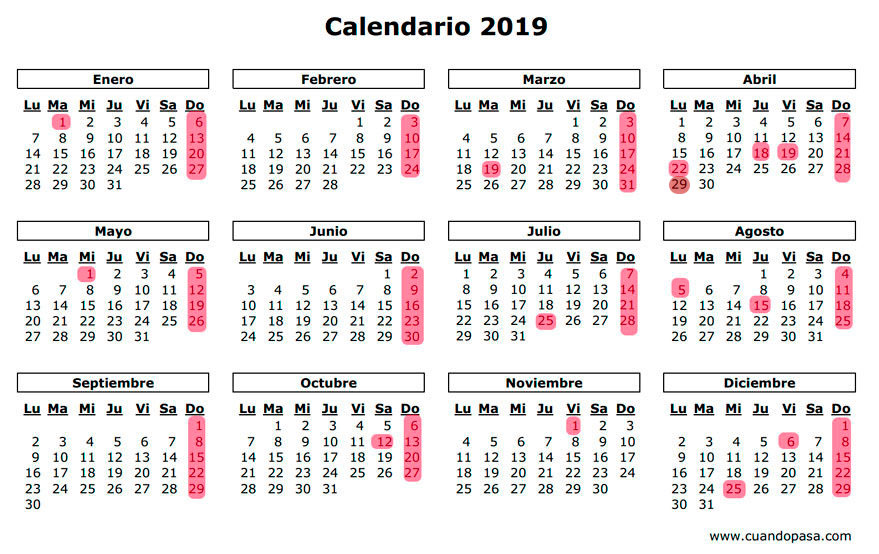 Calendario 2019
Enero
Lu Ma Mi Ju Vi Sa Do
1 2 3 4 5 6
7 8 9 10 11 12 13
14 15 16 17 18 19 20
21 22 23 24 25 26 27
28 29 30 31
Febrero
Lu Ma Mi Ju Vi Sa Do
1 2 3
4 5 6 7 8 9 10
11 12 13 14 15 16 17
18 19 20 21 22 23 24
25 26 27 28
Marzo
Lu Ma Mi Ju Vi Sa Do
1 2 3
4 5 6 7 8 9 10
11 12 13 14 15 16 17
18 19 20 21 22 23 24
25 26 27 28 29 30 31
Abril
Lu Ma Mi Ju Vi Sa Do
1 2 3 4 5 6 7
8 9 10 11 12 13 14
15 16 17 18 19 20 21
22 23 24 25 26 27 28
29 30
Mayo
Lu Ma Mi Ju Vi Sa Do
1 2 3 4 5
6 7 8 9 10 11 12
13 14 15 16 17 18 19
20 21 22 23 24 25 26
27 28 29 30 31
Junio
Lu Ma Mi Ju Vi Sa Do
1 2
3 4 5 6 7 8 9
10 11 12 13 14 15 16
17 18 19 20 21 22 23
24 25 26 27 28 29 30
Julio
Lu Ma Mi Ju Vi Sa Do
1 2 3 4 5 6 7
8 9 10 11 12 13 14
15 16 17 18 19 20 21
22 23 24 25 26 27 28
29 30 31
Agosto
Lu Ma Mi Ju Vi Sa Do
1 2 3 4
5 6 7 8 9 10 11
12 13 14 15 16 17 18
19 20 21 22 23 24 25
26 27 28 29 30 31
Septiembre
Lu Ma Mi Ju Vi Sa Do
1
2 3 4 5 6 7 8
9 10 11 12 13 14 15
16 17 18 19 20 21 22
23 24 25 26 27 28 29
30
Octubre
Lu Ma Mi Ju Vi Sa Do
1 2 3 4 5 6
7 8 9 10 11 12 13
14 15 16 17 18 19 20
21 22 23 24 25 26 27
28 29 30 31
Noviembre
Lu Ma Mi Ju Vi Sa Do
1 2 3
4 5 6 7 8 9 10
11 12 13 14 15 16 17
18 19 20 21 22 23 24
25 26 27 28 29 30
Diciembre
Lu Ma Mi Ju Vi Sa Do
1
2 3 4 5 6 7 8
9 10 11 12 13 14 15
16 17 18 19 20 21 22
23 24 25 26 27 28 29
30 31
www.cuandopasa.com